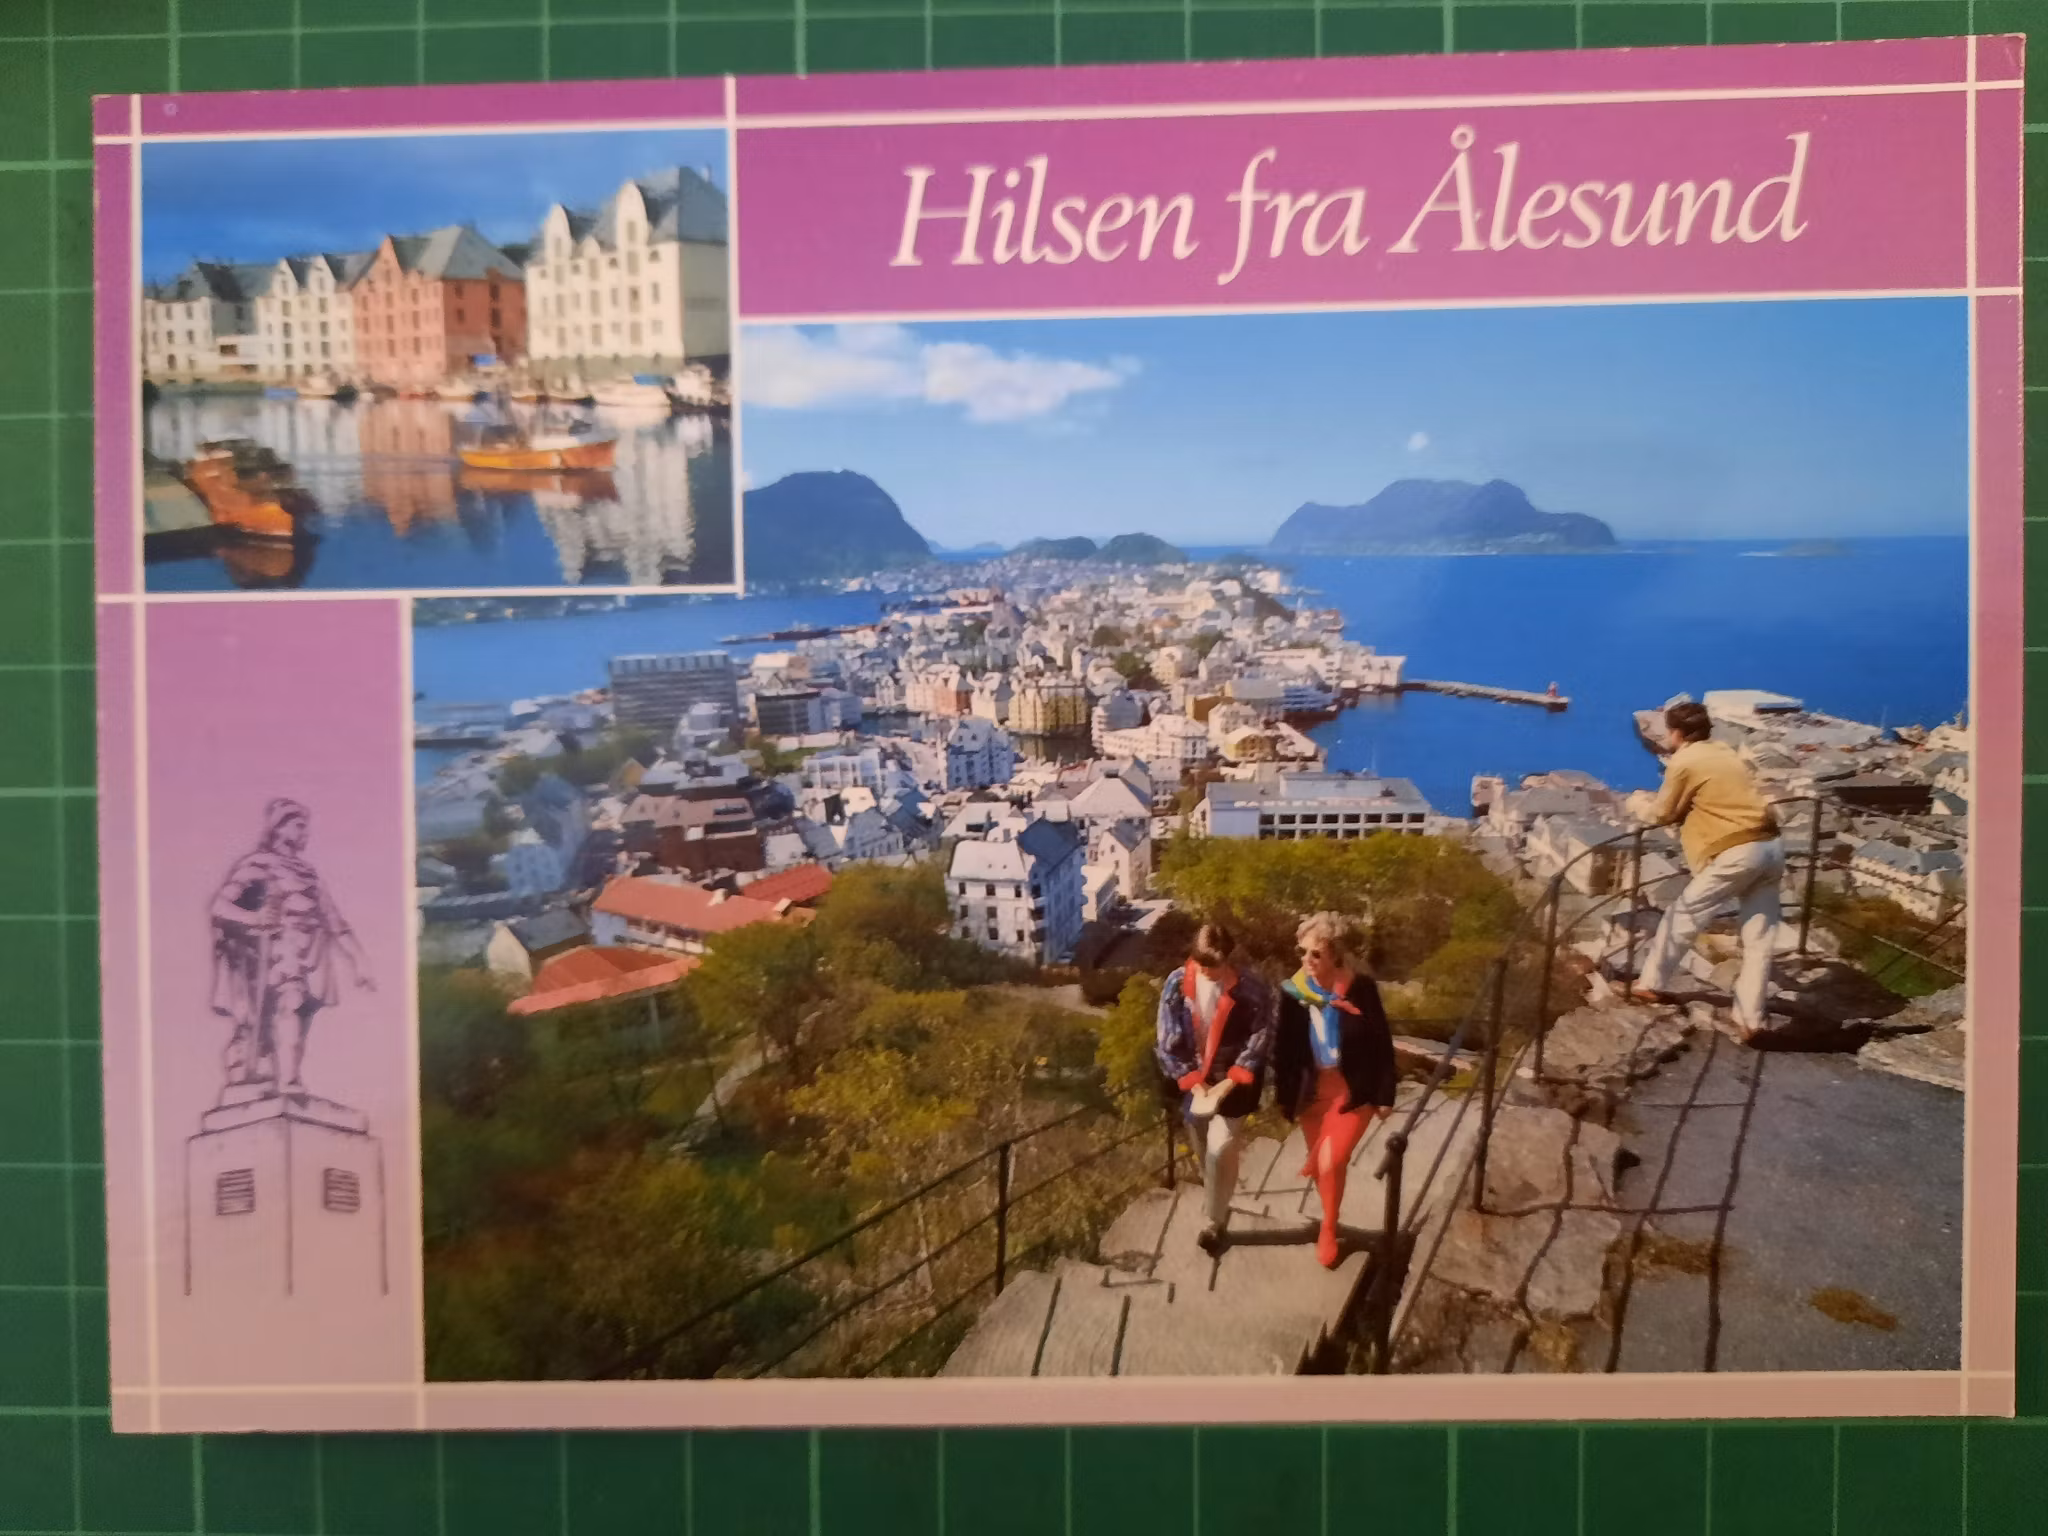 Hilsen fra Ålesund